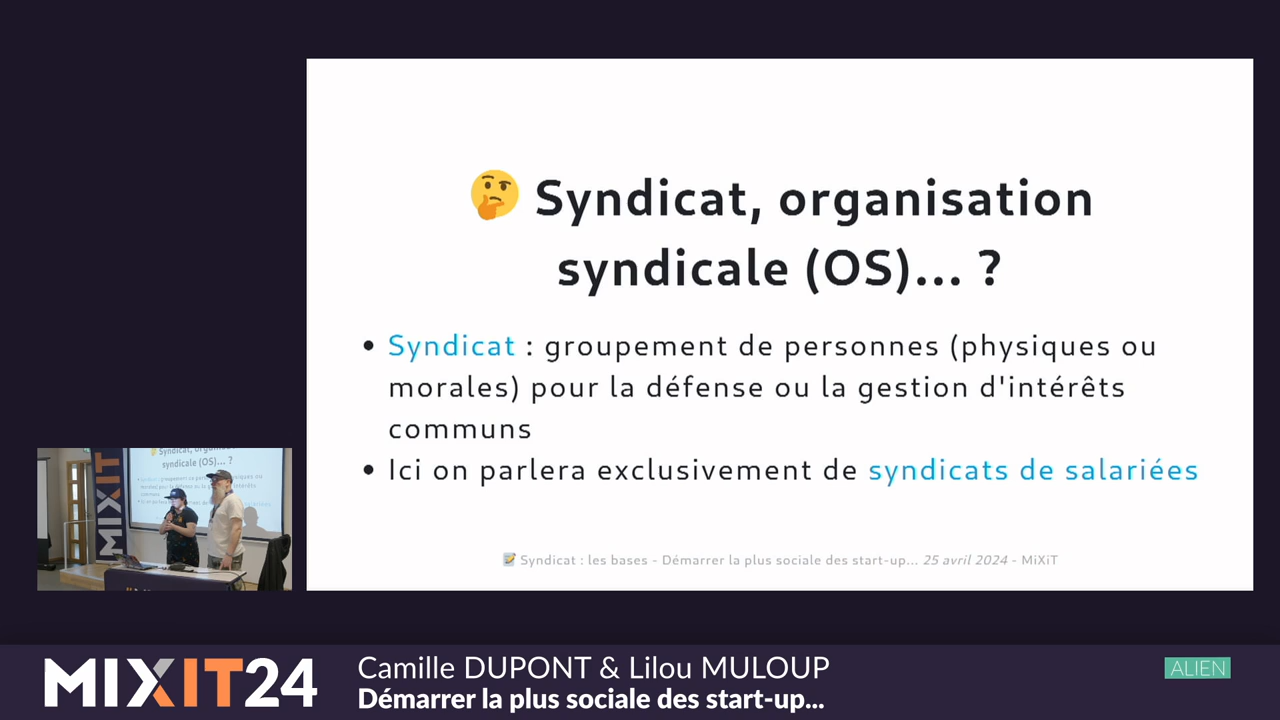 🤔 Syndicat, organisation
syndicale (OS)... ?
• Syndicat : groupement de personnes (physiques ou
morales) pour la défense ou la gestion d'intérêts
communs
• Ici on parlera exclusivement de syndicats de salariées
📝 Syndicat : les bases - Démarrer la plus sociale des start-up... 25 avril 2024 - MiXiT
MIXIT
syndicale (OS)... ?
MIXIT24
Camille DUPONT & Lilou MULOUP
Démarrer la plus sociale des start-up...
ALIEN